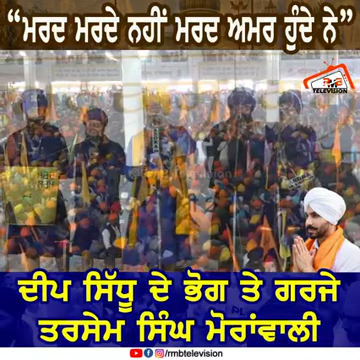 “ਮਰਦ ਮਰਦੇ ਨਹੀਂ ਮਰਦ ਅਮਰ ਹੁੰਦੇ ਨੇ”
TELEVISION
ਦੀਪ ਸਿੱਧੂ ਦੇ ਭੋਗ ਤੇ ਗਰਜੇ
ਤਰਸੇਮ ਸਿੰਘ ਮੋਰਾਂਵਾਲੀ
/rmbtelevision